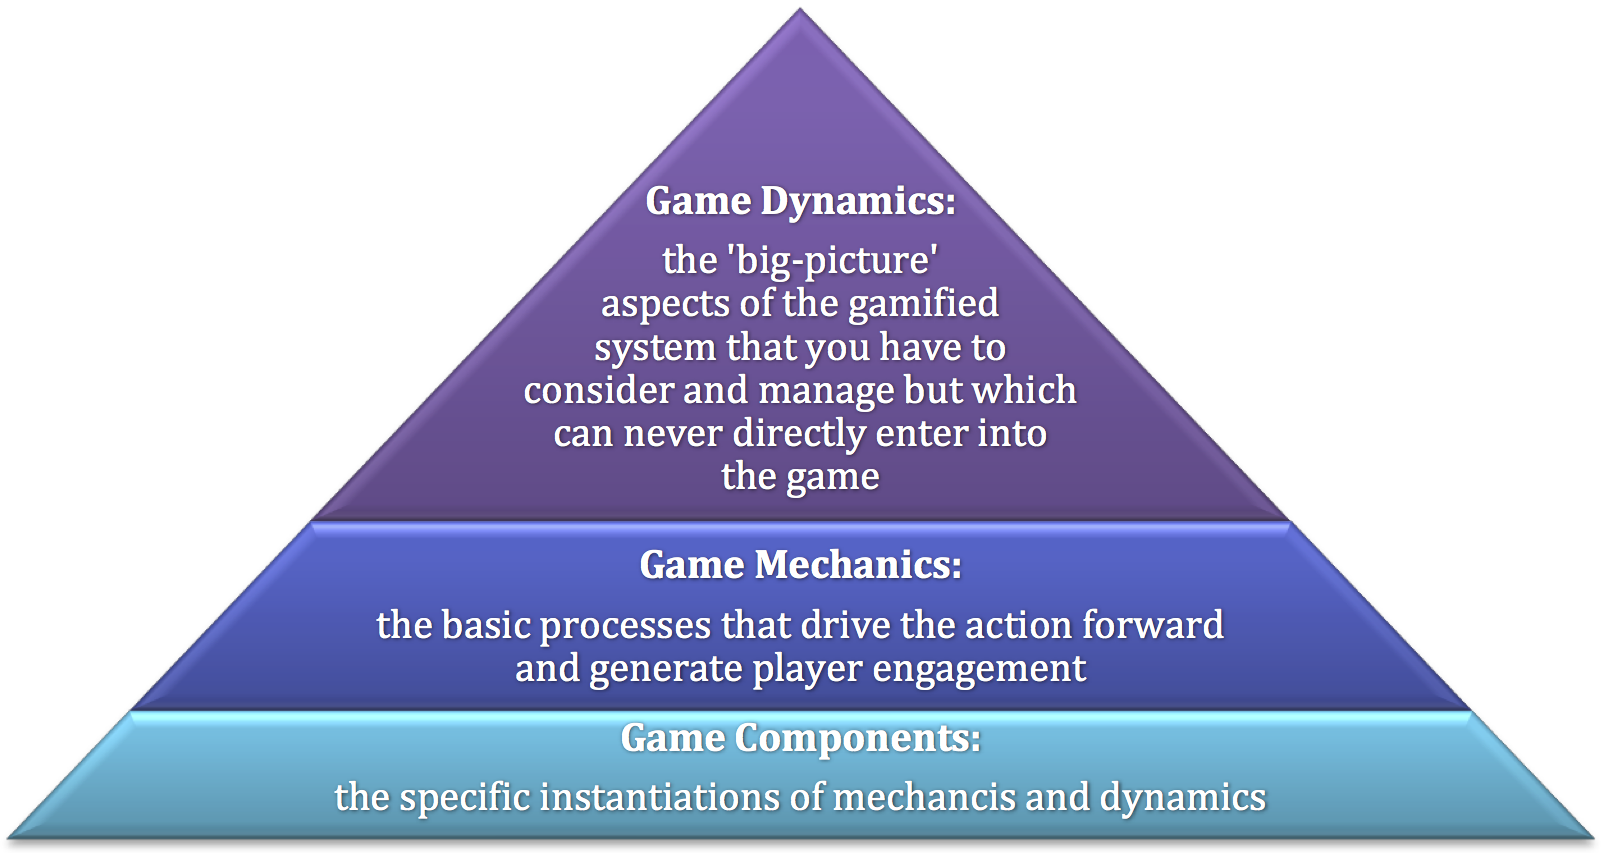 Game Dynamics:
the 'big-picture'
aspects of the gamified
system that you have to
consider and manage but which
can never directly enter into
the game
Game Mechanics:
the basic processes that drive the action forward
and generate player engagement
Game Components:
the specific instantiations of mechancis and dynamics